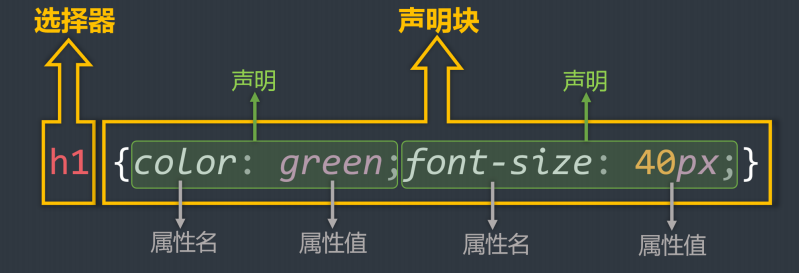 选择器 声明块
声明 声明
h1 {color: green;font-size: 40px;}
属性名 属性值 属性名 属性值